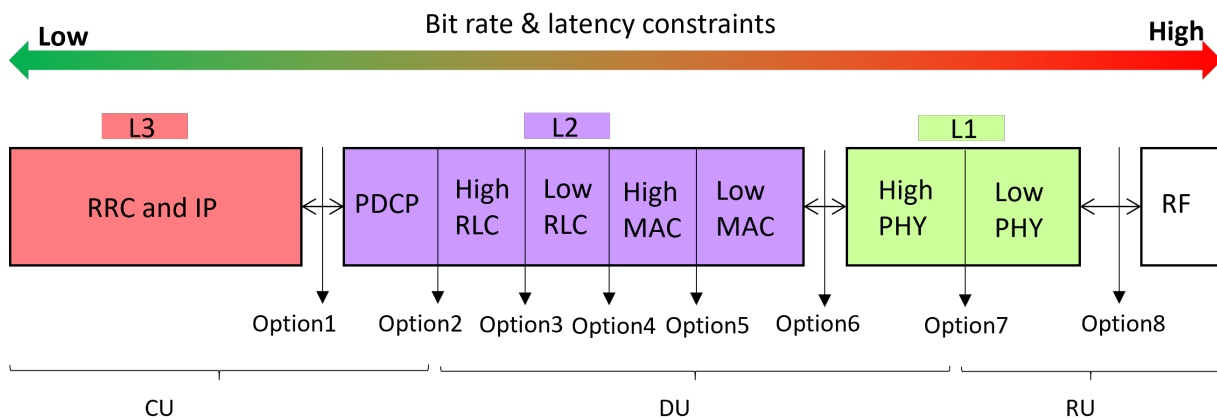 Bit rate & latency constraints
Low
High
L3
L2
L1
RRC and IP
PDCP
High
RLC
Low
RLC
High
MAC
Low
MAC
High
PHY
Low
PHY
RF
Option1
Option2
Option3
Option4
Option5
Option6
Option7
Option8
CU
DU
RU